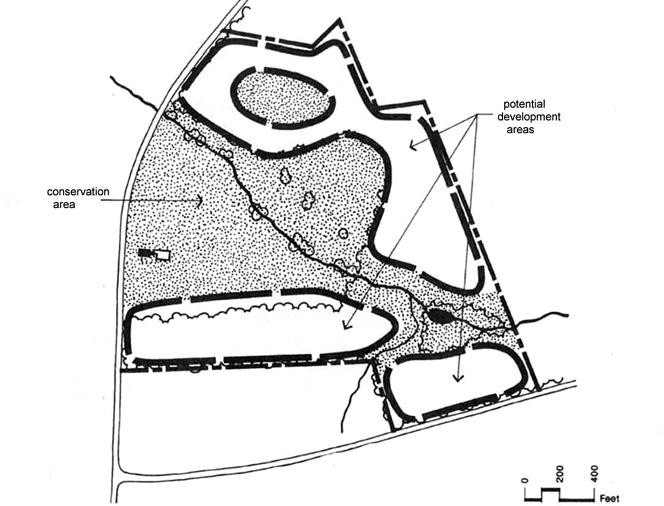 potential
development
areas
conservation
area
0
200
400
Feet